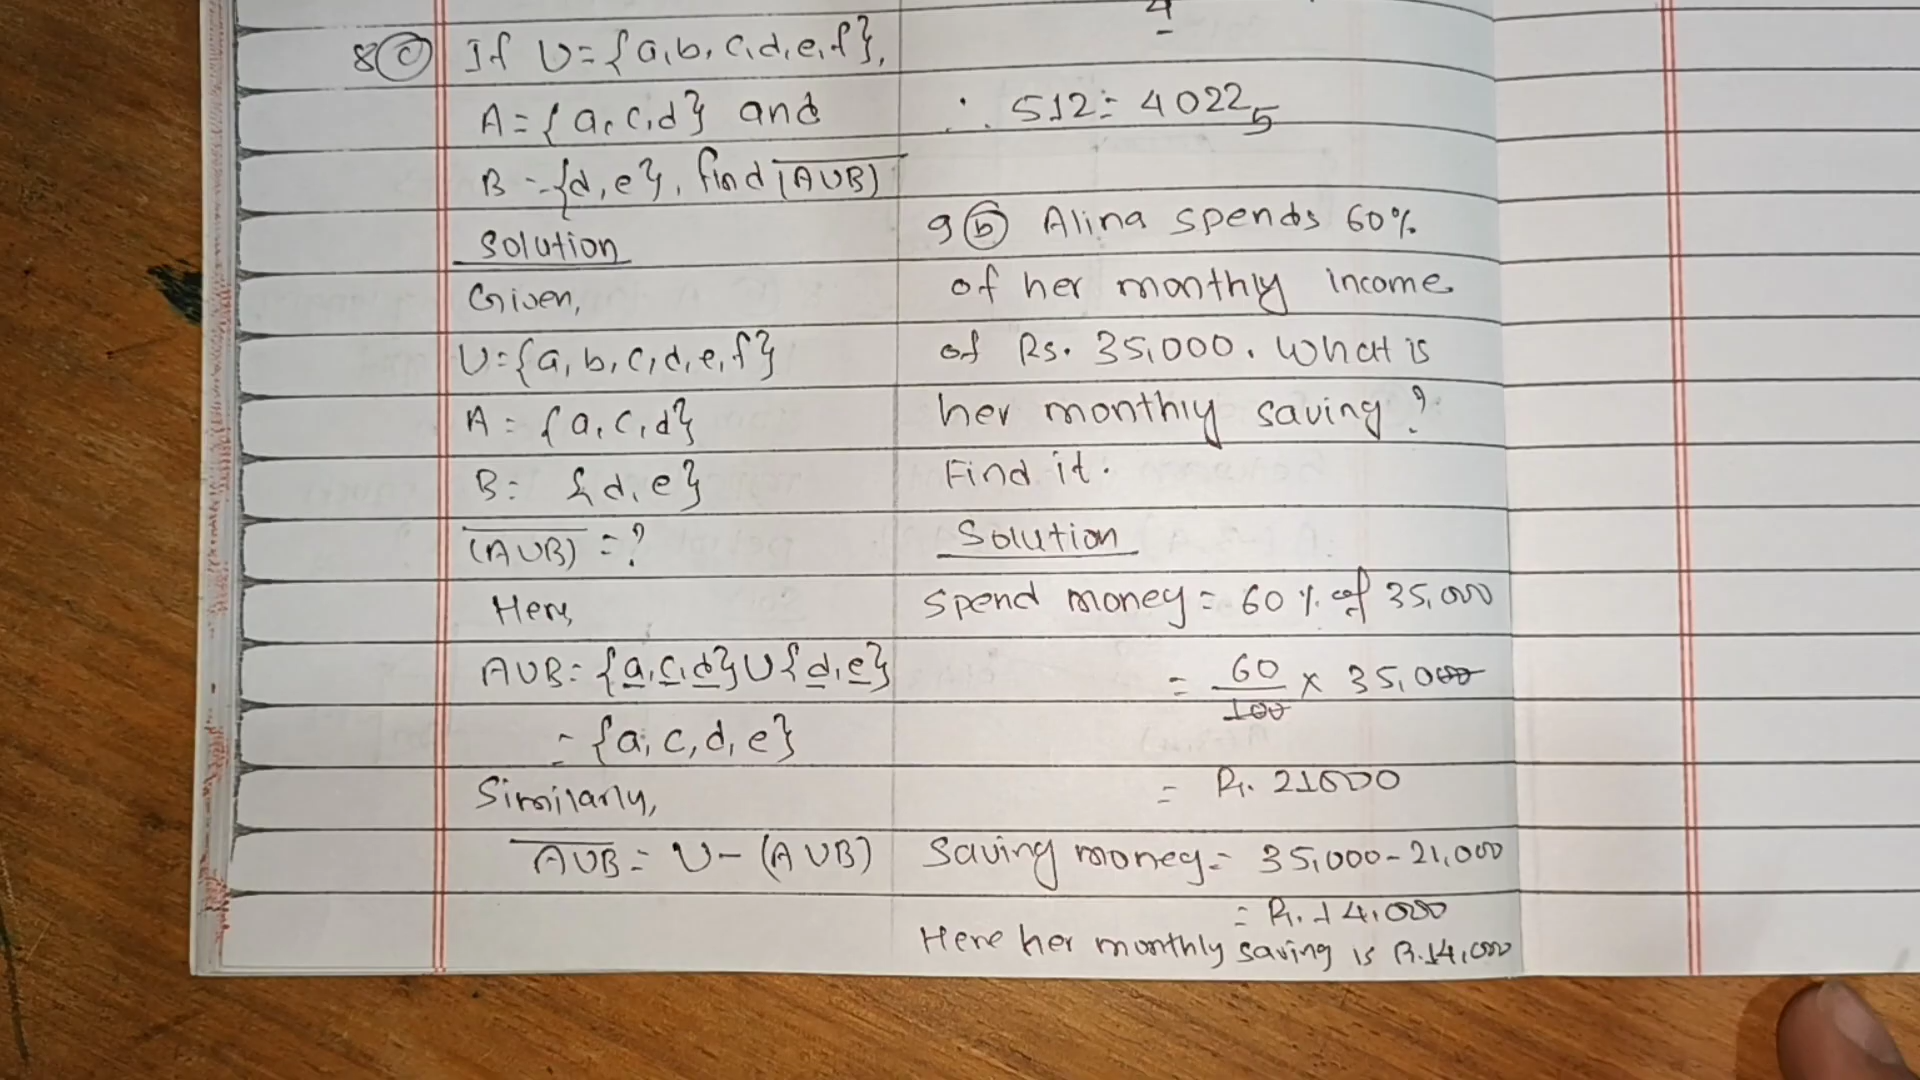 8 (c) If U = {a, b, c, d, e, f},
A = {a, c, d} and
B = {d, e}, find \overline{(A∪B)}
Solution
Given,
U = {a, b, c, d, e, f}
A = {a, c, d}
B = {d, e}
\overline{(A∪B)} = ?
Here,
A∪B = {a, c, d} ∪ {d, e}
= {a, c, d, e}
Similarly,
\overline{A∪B} = U - (A∪B)
4
∴ 512 = 4022₅
9 (b) Alina spends 60%
of her monthly income
of Rs. 35,000. What is
her monthly saving?
Find it.
Solution
Spend money = 60% of 35,000
= 60/100 × 35,000
= Rs. 21000
Saving money = 35,000 - 21,000
= Rs. 14,000
Here her monthly saving is Rs. 14,000